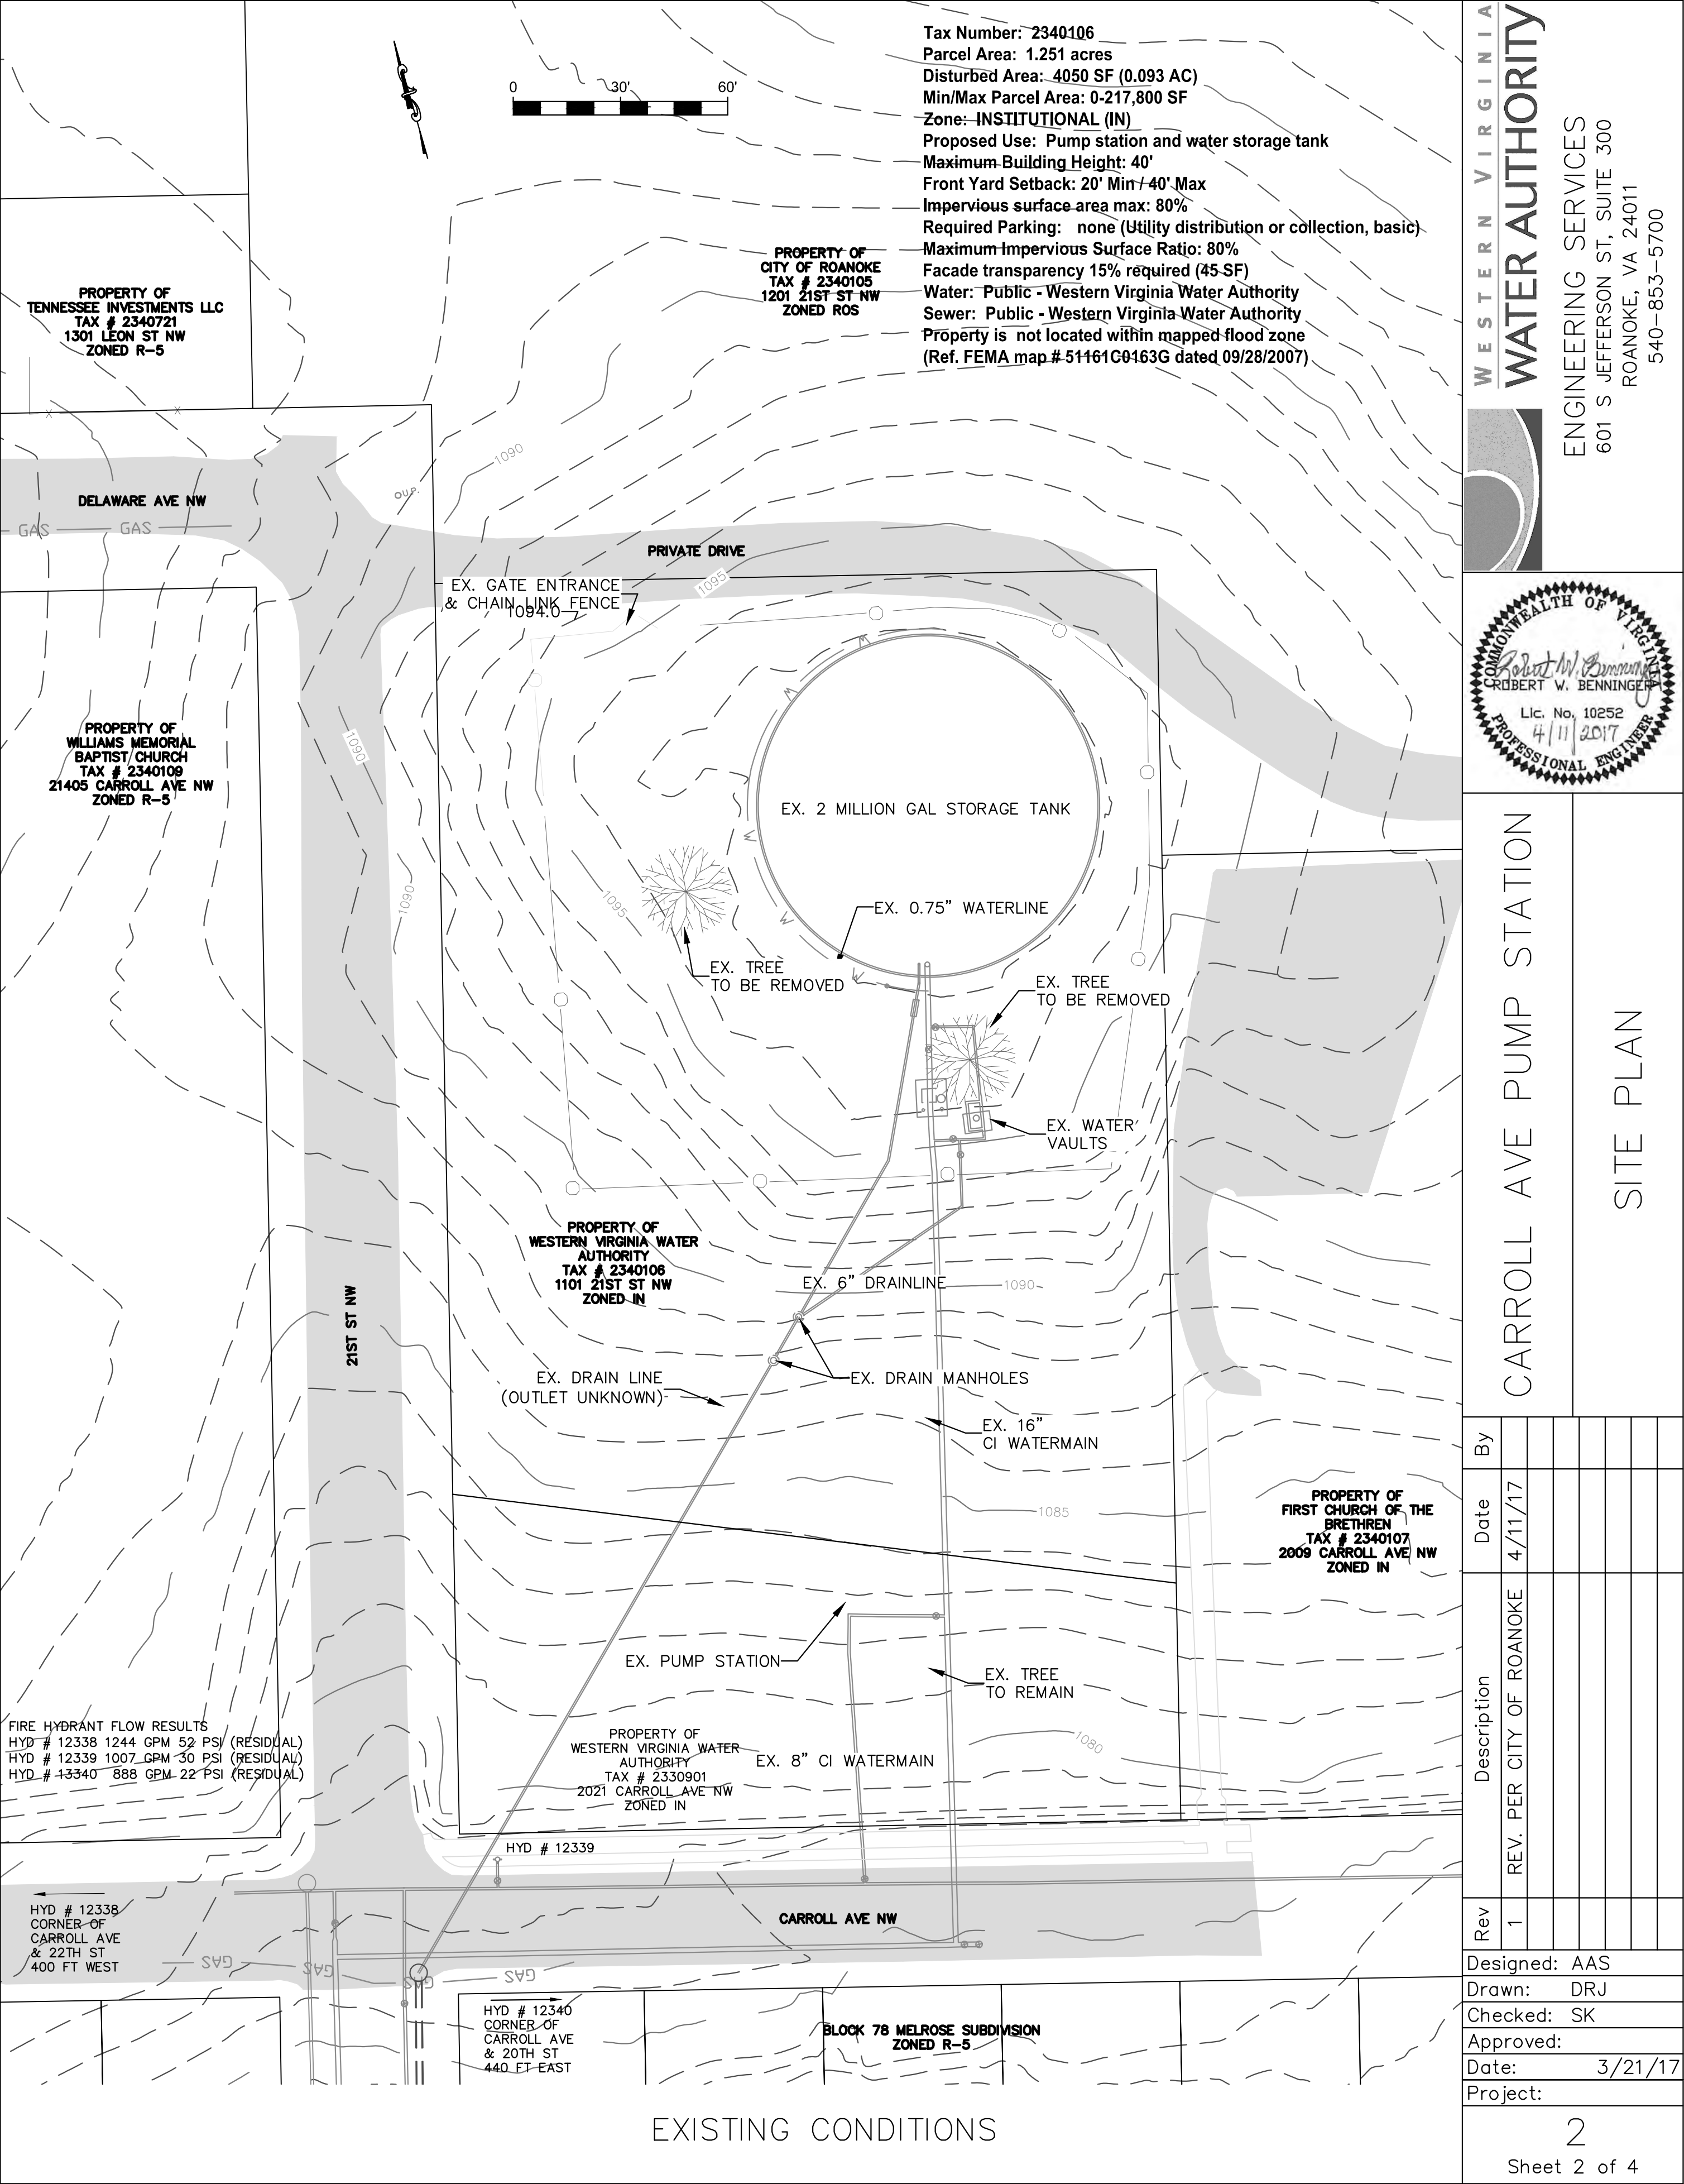 Tax Number: 2340106
Parcel Area: 1.251 acres
Disturbed Area: 4050 SF (0.093 AC)
Min/Max Parcel Area: 0-217,800 SF
Zone: INSTITUTIONAL (IN)
Proposed Use: Pump station and water storage tank
Maximum Building Height: 40'
Front Yard Setback: 20' Min / 40' Max
Impervious surface area max: 80%
Required Parking: none (Utility distribution or collection, basic)
Maximum Impervious Surface Ratio: 80%
Facade transparency 15% required (45 SF)
Water: Public - Western Virginia Water Authority
Sewer: Public - Western Virginia Water Authority
Property is not located within mapped flood zone
(Ref. FEMA map # 51161C0163G dated 09/28/2007)
0 30' 60'
PROPERTY OF
CITY OF ROANOKE
TAX # 2340105
1201 21ST ST NW
ZONED ROS
PROPERTY OF
TENNESSEE INVESTMENTS LLC
TAX # 2340721
1301 LEON ST NW
ZONED R-5
1090
O U.P.
DELAWARE AVE NW
GAS GAS
PRIVATE DRIVE
EX. GATE ENTRANCE
& CHAIN LINK FENCE
1094.0
1095
PROPERTY OF
WILLIAMS MEMORIAL
BAPTIST CHURCH
TAX # 2340109
21405 CARROLL AVE NW
ZONED R-5
1090
1090
1095
W
W
W
W
W
EX. 2 MILLION GAL STORAGE TANK
EX. 0.75" WATERLINE
EX. TREE
TO BE REMOVED
EX. TREE
TO BE REMOVED
EX. WATER
VAULTS
PROPERTY OF
WESTERN VIRGINIA WATER
AUTHORITY
TAX # 2340106
1101 21ST ST NW
ZONED IN
EX. 6" DRAINLINE
1090
21ST ST NW
EX. DRAIN LINE
(OUTLET UNKNOWN)
EX. DRAIN MANHOLES
EX. 16"
CI WATERMAIN
1085
PROPERTY OF
FIRST CHURCH OF THE
BRETHREN
TAX # 2340107
2009 CARROLL AVE NW
ZONED IN
EX. PUMP STATION
EX. TREE
TO REMAIN
1080
FIRE HYDRANT FLOW RESULTS
HYD # 12338 1244 GPM 52 PSI (RESIDUAL)
HYD # 12339 1007 GPM 30 PSI (RESIDUAL)
HYD # 13340 888 GPM 22 PSI (RESIDUAL)
PROPERTY OF
WESTERN VIRGINIA WATER
AUTHORITY
TAX # 2330901
2021 CARROLL AVE NW
ZONED IN
EX. 8" CI WATERMAIN
HYD # 12339
HYD # 12338
CORNER OF
CARROLL AVE
& 22TH ST
400 FT WEST
CARROLL AVE NW
GAS GAS GAS GAS
HYD # 12340
CORNER OF
CARROLL AVE
& 20TH ST
440 FT EAST
BLOCK 78 MELROSE SUBDIVISION
ZONED R-5
EXISTING CONDITIONS
WESTERN VIRGINIA
WATER AUTHORITY
ENGINEERING SERVICES
601 S JEFFERSON ST, SUITE 300
ROANOKE, VA 24011
540-853-5700
COMMONWEALTH OF VIRGINIA
Robert W. Benninger
ROBERT W. BENNINGER
Lic. No. 10252
4/11/2017
PROFESSIONAL ENGINEER
CARROLL AVE PUMP STATION
SITE PLAN
Rev Description Date By
1 REV. PER CITY OF ROANOKE 4/11/17
Designed: AAS
Drawn: DRJ
Checked: SK
Approved:
Date: 3/21/17
Project:
2
Sheet 2 of 4